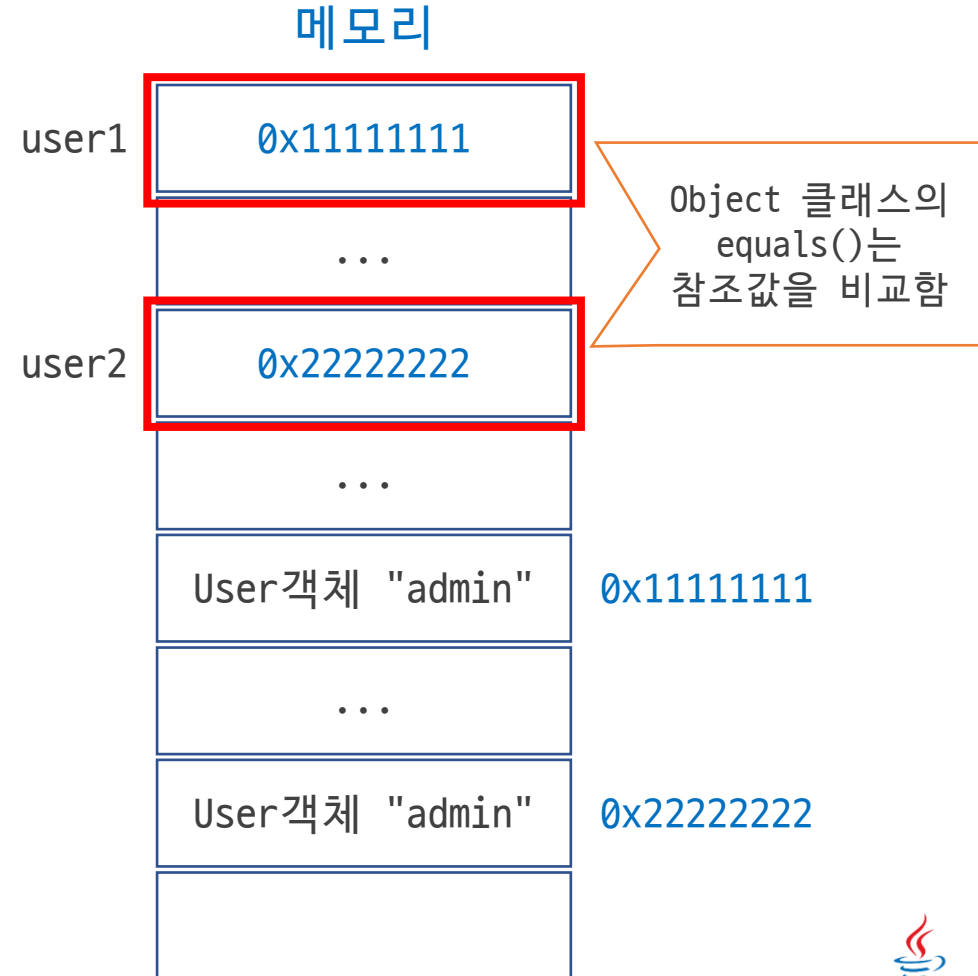 메모리
user1
0x11111111
Object 클래스의
equals()는
참조값을 비교함
...
user2
0x22222222
...
User객체 "admin"
0x11111111
...
User객체 "admin"
0x22222222